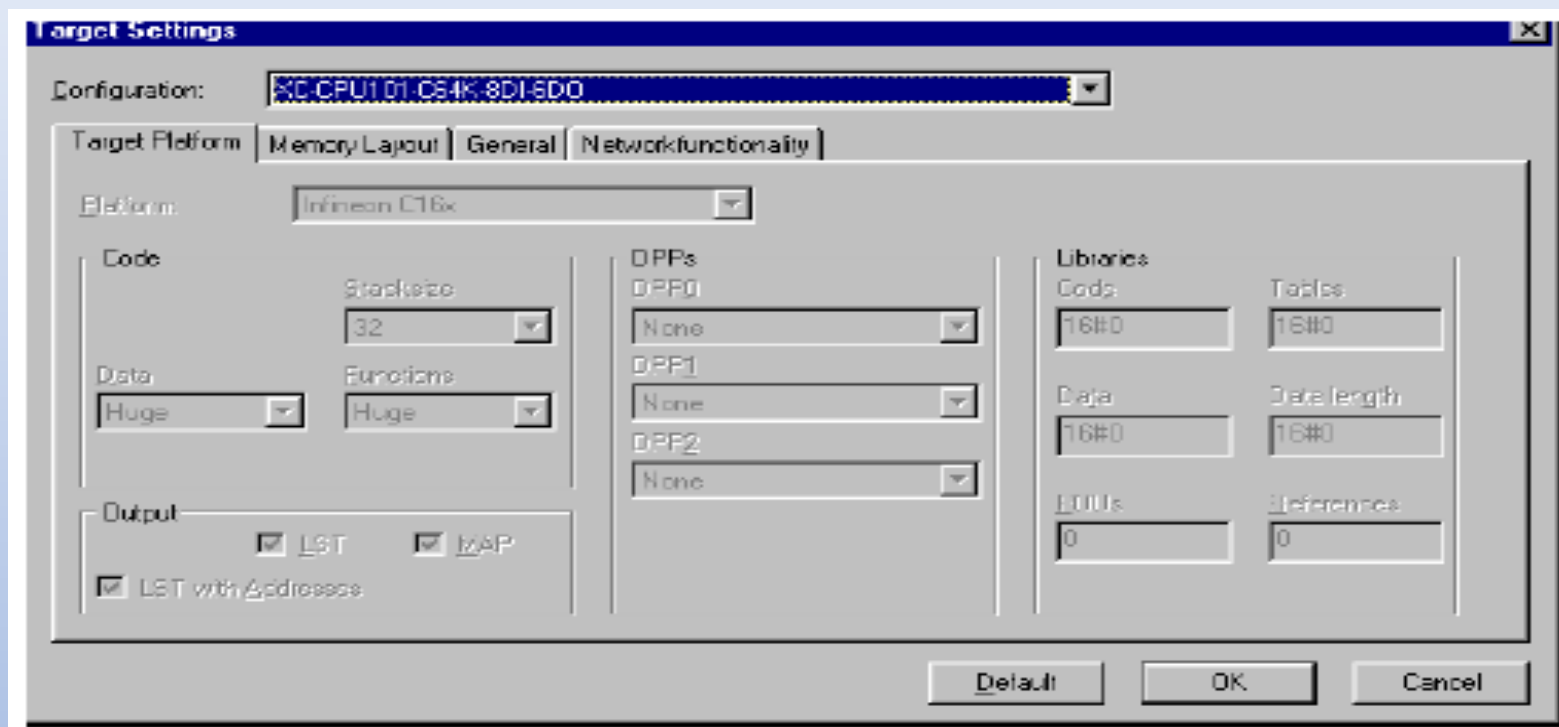 Target Settings
Configuration: XC-CPU101-C64K-8DI-6DO
Target Platform Memory Layout General Networkfunctionality
Platform: Infineon C16x
Code
Stacksize
32
Data Functions
Huge Huge
Output
LST MAP
LST with Addresses
DPPs
DPP0
None
DPP1
None
DPP2
None
Libraries
Code Tables
16#0 16#0
Data Data length
16#0 16#0
POUs References
0 0
Default OK Cancel